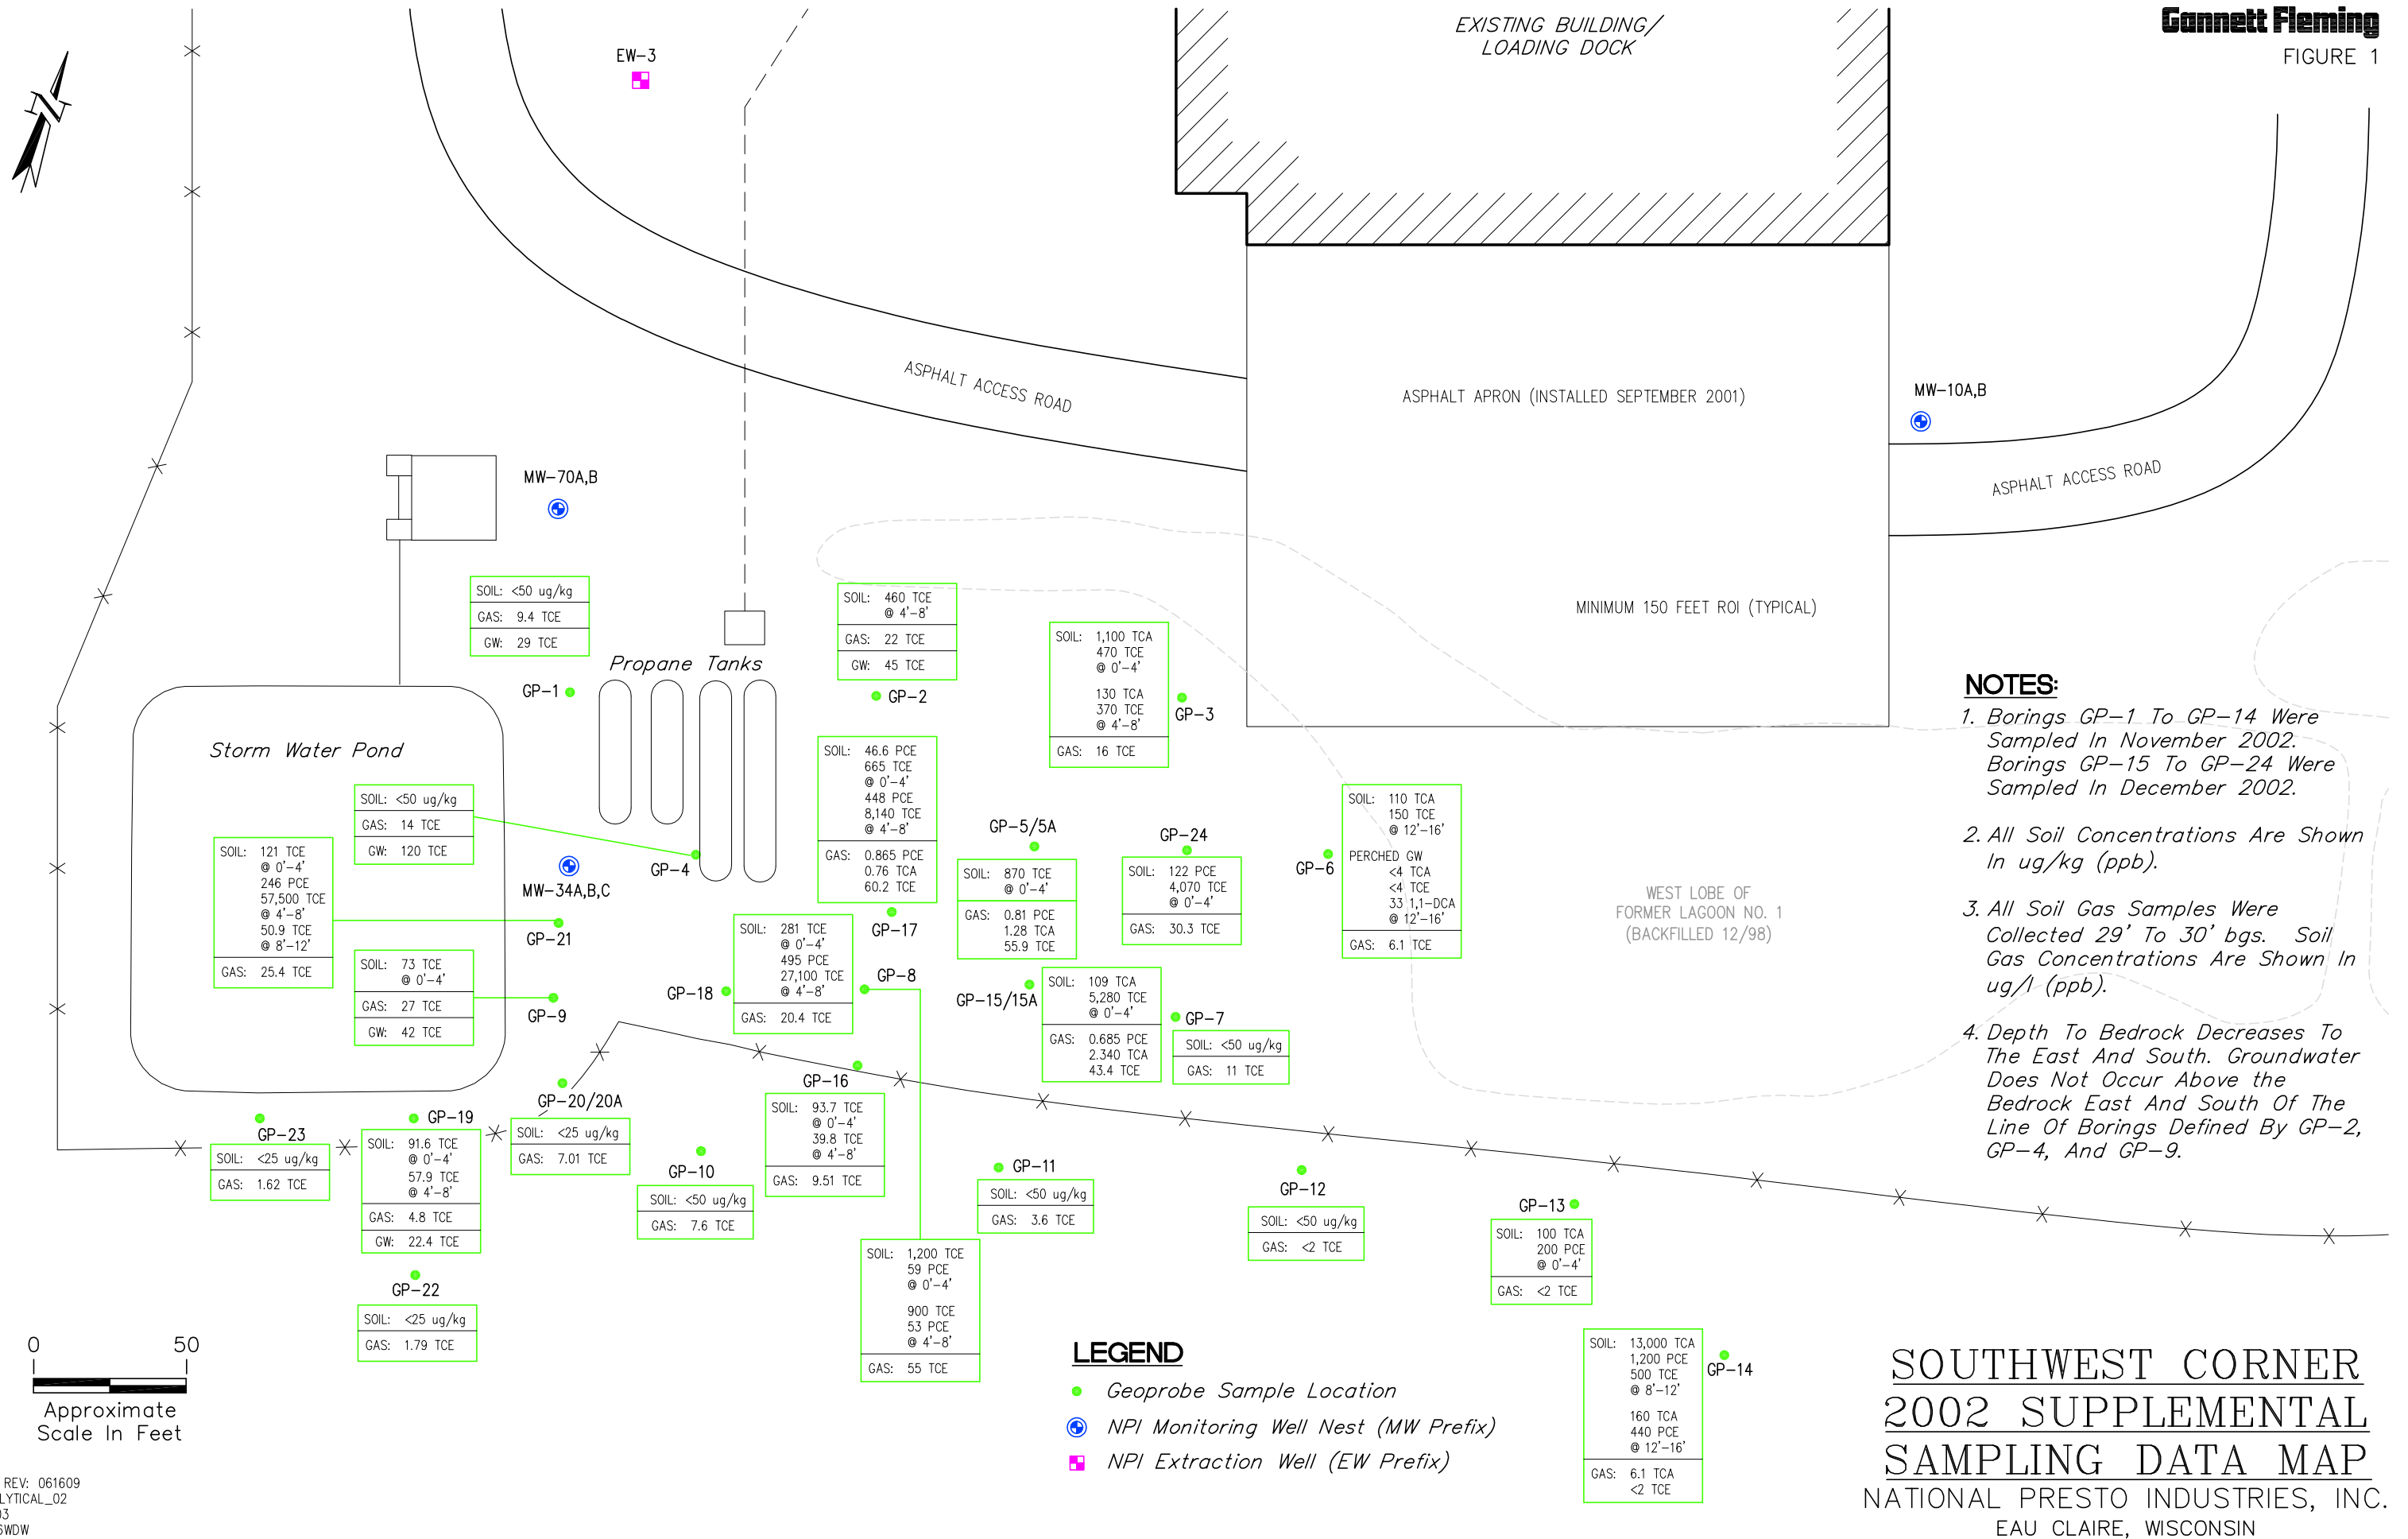 Gannett Fleming
FIGURE 1
EXISTING BUILDING/
LOADING DOCK
N
EW-3
ASPHALT ACCESS ROAD
ASPHALT APRON (INSTALLED SEPTEMBER 2001)
MW-10A,B
ASPHALT ACCESS ROAD
MINIMUM 150 FEET ROI (TYPICAL)
MW-70A,B
SOIL: <50 ug/kg
GAS: 9.4 TCE
GW: 29 TCE
GP-1
Propane Tanks
SOIL: 460 TCE
@ 4'-8'
GAS: 22 TCE
GW: 45 TCE
GP-2
SOIL: 1,100 TCA
470 TCE
@ 0'-4'
130 TCA
370 TCE
@ 4'-8'
GAS: 16 TCE
GP-3
Storm Water Pond
SOIL: <50 ug/kg
GAS: 14 TCE
GW: 120 TCE
GP-4
MW-34A,B,C
SOIL: 121 TCE
@ 0'-4'
246 PCE
57,500 TCE
@ 4'-8'
50.9 TCE
@ 8'-12'
GAS: 25.4 TCE
GP-21
SOIL: 73 TCE
@ 0'-4'
GAS: 27 TCE
GW: 42 TCE
GP-9
SOIL: 46.6 PCE
665 TCE
@ 0'-4'
448 PCE
8,140 TCE
@ 4'-8'
GAS: 0.865 PCE
0.76 TCA
60.2 TCE
GP-17
GP-5/5A
SOIL: 870 TCE
@ 0'-4'
GAS: 0.81 PCE
1.28 TCA
55.9 TCE
GP-24
SOIL: 122 PCE
4,070 TCE
@ 0'-4'
GAS: 30.3 TCE
GP-6
SOIL: 110 TCA
150 TCE
@ 12'-16'
PERCHED GW
<4 TCA
<4 TCE
33 1,1-DCA
@ 12'-16'
GAS: 6.1 TCE
WEST LOBE OF
FORMER LAGOON NO. 1
(BACKFILLED 12/98)
GP-18
SOIL: 281 TCE
@ 0'-4'
495 PCE
27,100 TCE
@ 4'-8'
GAS: 20.4 TCE
GP-8
GP-15/15A
SOIL: 109 TCA
5,280 TCE
@ 0'-4'
GAS: 0.685 PCE
2.340 TCA
43.4 TCE
GP-7
SOIL: <50 ug/kg
GAS: 11 TCE
GP-23
SOIL: <25 ug/kg
GAS: 1.62 TCE
GP-19
SOIL: 91.6 TCE
@ 0'-4'
57.9 TCE
@ 4'-8'
GAS: 4.8 TCE
GW: 22.4 TCE
GP-20/20A
SOIL: <25 ug/kg
GAS: 7.01 TCE
GP-10
SOIL: <50 ug/kg
GAS: 7.6 TCE
GP-16
SOIL: 93.7 TCE
@ 0'-4'
39.8 TCE
@ 4'-8'
GAS: 9.51 TCE
GP-11
SOIL: <50 ug/kg
GAS: 3.6 TCE
GP-12
SOIL: <50 ug/kg
GAS: <2 TCE
GP-13
SOIL: 100 TCA
200 PCE
@ 0'-4'
GAS: <2 TCE
GP-22
SOIL: <25 ug/kg
GAS: 1.79 TCE
SOIL: 1,200 TCE
59 PCE
@ 0'-4'
900 TCE
53 PCE
@ 4'-8'
GAS: 55 TCE
SOIL: 13,000 TCA
1,200 PCE
500 TCE
@ 8'-12'
160 TCA
440 PCE
@ 12'-16'
GAS: 6.1 TCA
<2 TCE
GP-14
NOTES:
1. Borings GP-1 To GP-14 Were
Sampled In November 2002.
Borings GP-15 To GP-24 Were
Sampled In December 2002.
2. All Soil Concentrations Are Shown
In ug/kg (ppb).
3. All Soil Gas Samples Were
Collected 29' To 30' bgs. Soil
Gas Concentrations Are Shown In
ug/l (ppb).
4. Depth To Bedrock Decreases To
The East And South. Groundwater
Does Not Occur Above the
Bedrock East And South Of The
Line Of Borings Defined By GP-2,
GP-4, And GP-9.
0 50
Approximate
Scale In Feet
LEGEND
Geoprobe Sample Location
NPI Monitoring Well Nest (MW Prefix)
NPI Extraction Well (EW Prefix)
SOUTHWEST CORNER
2002 SUPPLEMENTAL
SAMPLING DATA MAP
NATIONAL PRESTO INDUSTRIES, INC.
EAU CLAIRE, WISCONSIN
REV: 061609
LYTICAL_02
03
6WDW